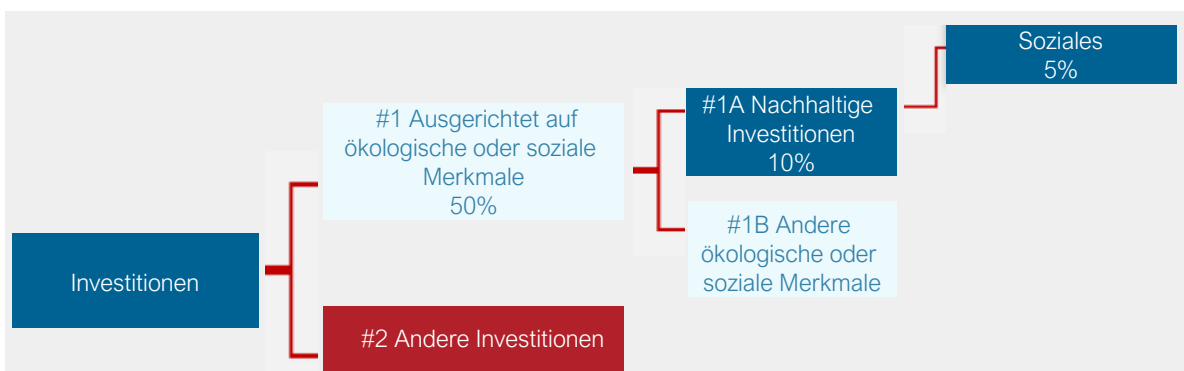 Soziales
5%
#1A Nachhaltige
Investitionen
10%
#1 Ausgerichtet auf
ökologische oder soziale
Merkmale
50%
#1B Andere
ökologische oder
soziale Merkmale
Investitionen
#2 Andere Investitionen